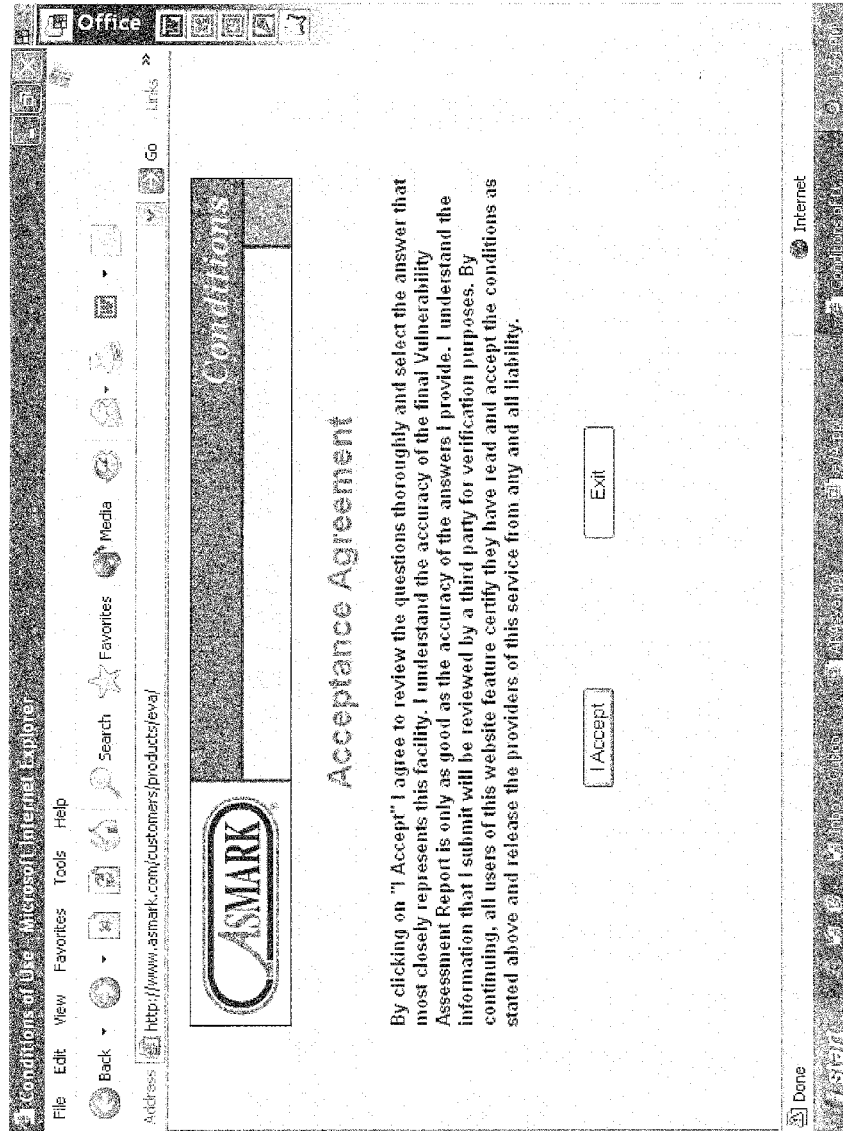 Conditions of Use - Microsoft Internet Explorer
File Edit View Favorites Tools Help
Back Search Favorites Media
Address http://www.asmark.com/customers/products/eva/ Go Links »
Office
ASMARK
Conditions
Acceptance Agreement
By clicking on "I Accept" I agree to review the questions thoroughly and select the answer that
most closely represents this facility. I understand the accuracy of the final Vulnerability
Assessment Report is only as good as the accuracy of the answers I provide. I understand the
information that I submit will be reviewed by a third party for verification purposes. By
continuing, all users of this website feature certify they have read and accept the conditions as
stated above and release the providers of this service from any and all liability.
I Accept Exit
Done Internet